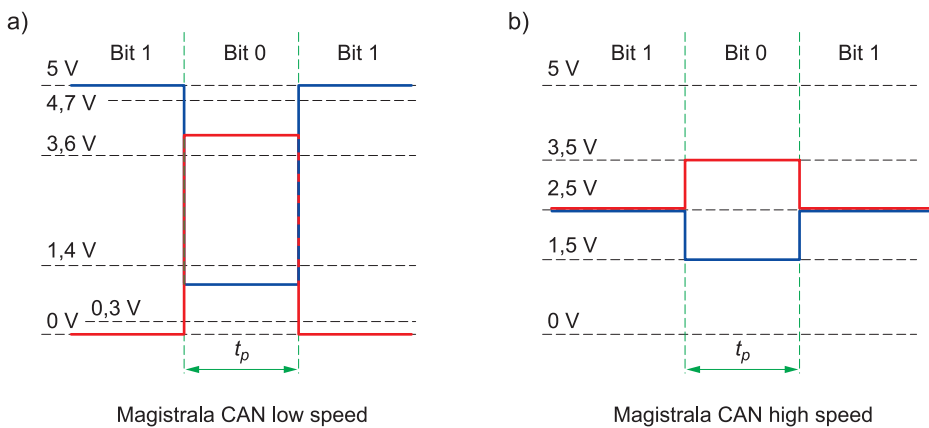 a)
Bit 1 Bit 0 Bit 1
5 V
4,7 V
3,6 V
1,4 V
0,3 V
0 V
tp
Magistrala CAN low speed
b)
Bit 1 Bit 0 Bit 1
5 V
3,5 V
2,5 V
1,5 V
0 V
tp
Magistrala CAN high speed